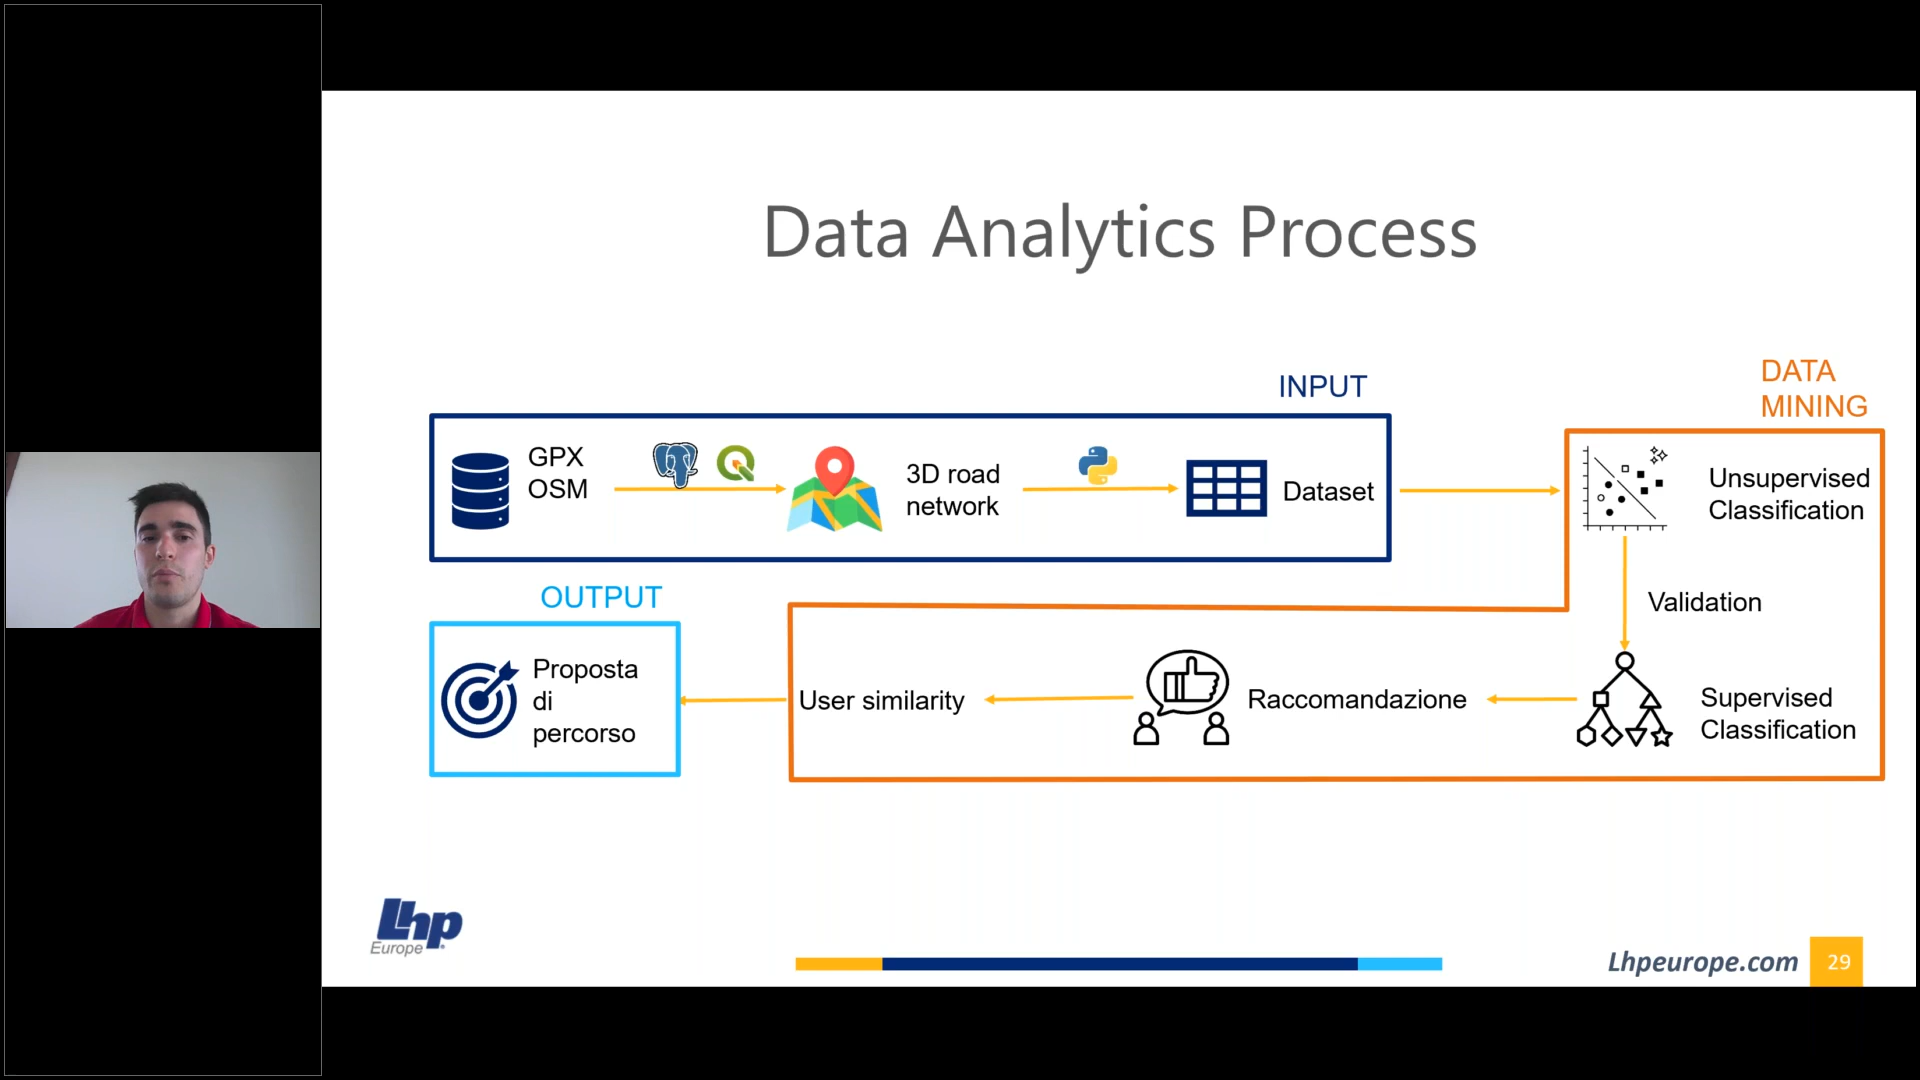 Data Analytics Process
INPUT
DATA
MINING
GPX
OSM
3D road
network
Dataset
Unsupervised
Classification
Validation
OUTPUT
Proposta
di
percorso
User similarity
Raccomandazione
Supervised
Classification
Lhp
Europe
Lhpeurope.com
29